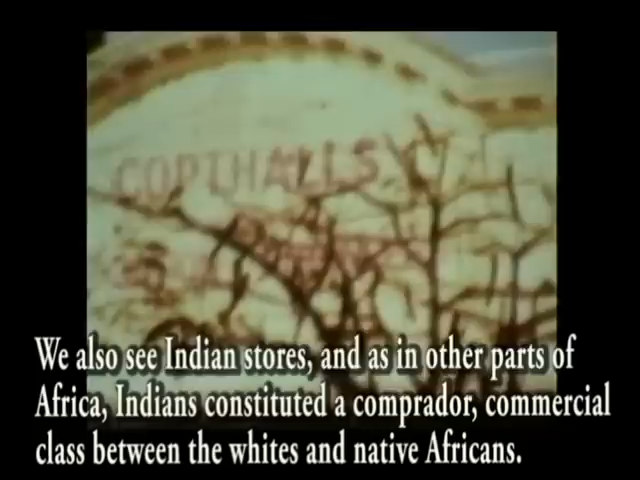 COPTHALLS
We also see Indian stores, and as in other parts of
Africa, Indians constituted a comprador, commercial
class between the whites and native Africans.